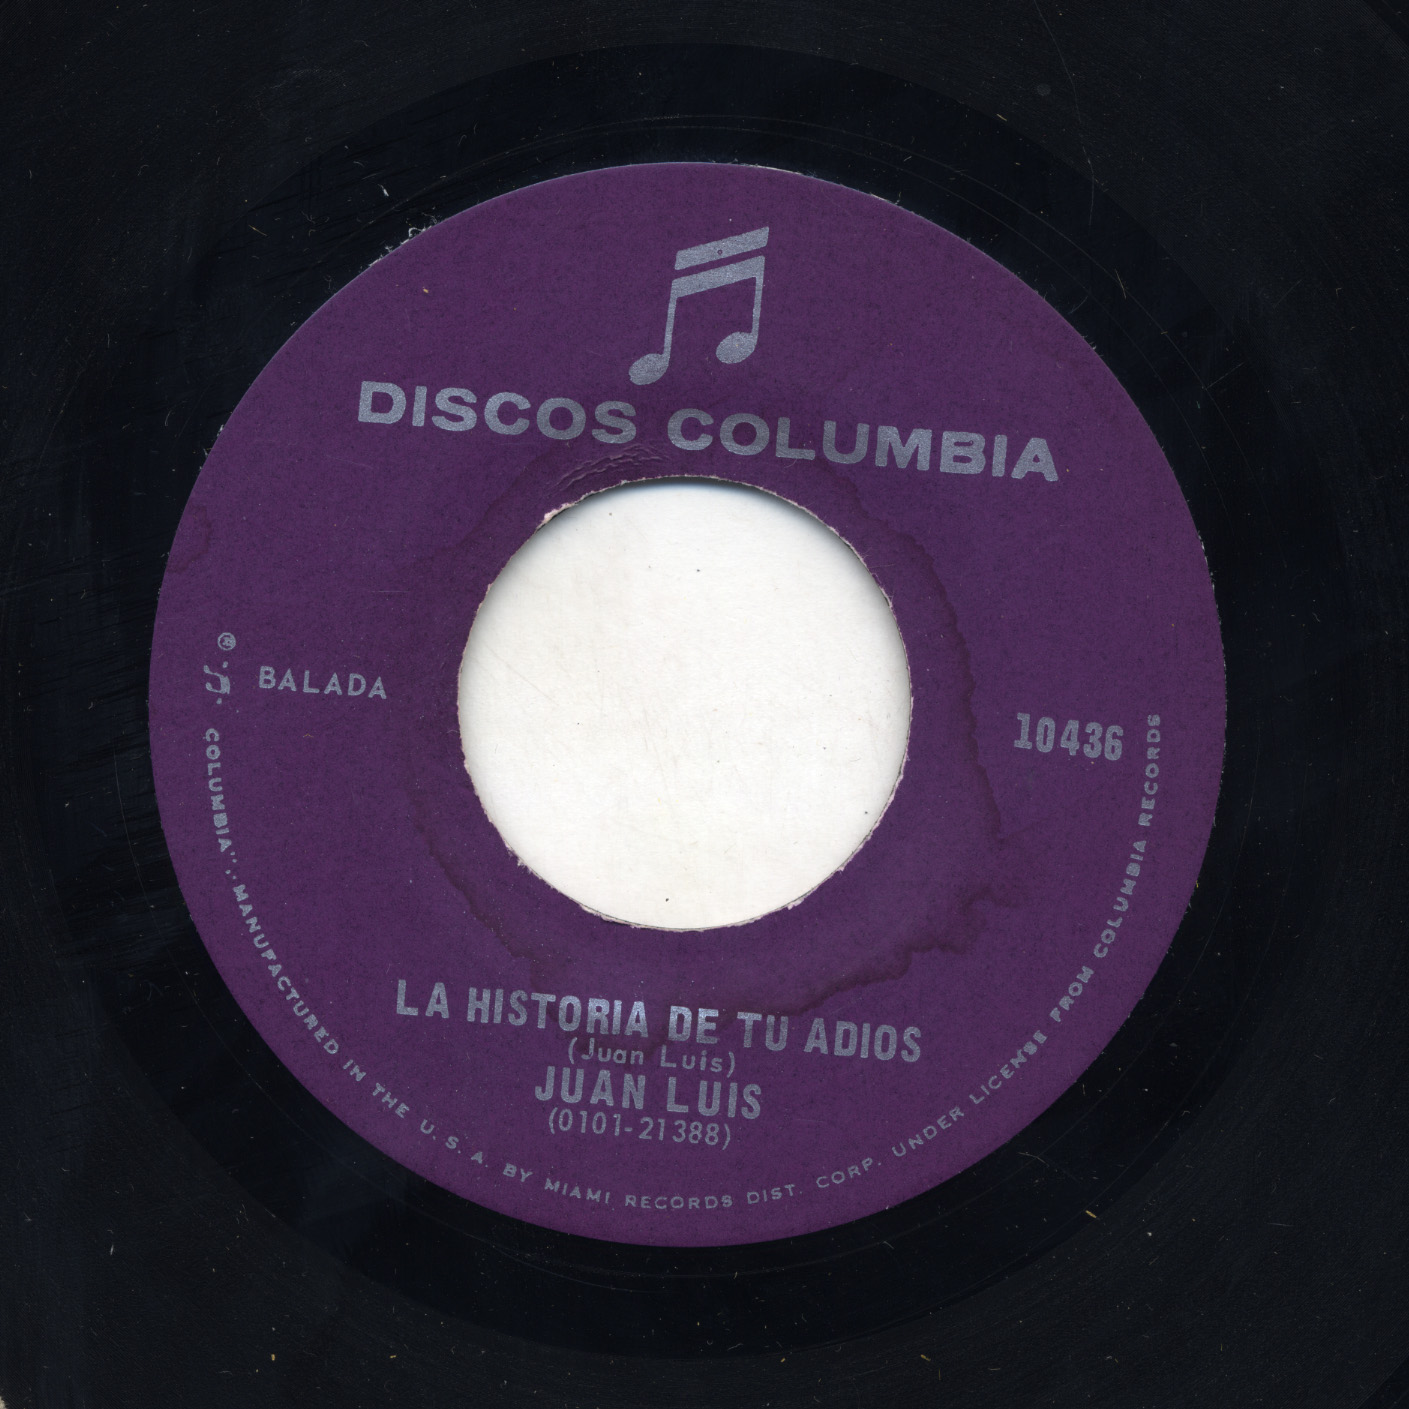 DISCOS COLUMBIA
BALADA
10436
LA HISTORIA DE TU ADIOS
(Juan Luis)
JUAN LUIS
(0101-21388)
® "♫. COLUMBIA". MANUFACTURED IN THE U. S. A. BY MIAMI RECORDS DIST. CORP. UNDER LICENSE FROM COLUMBIA RECORDS